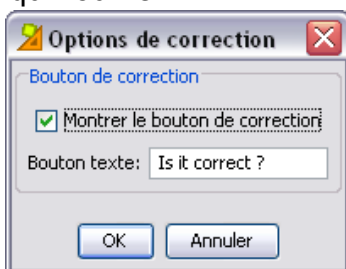 Options de correction
Bouton de correction
Montrer le bouton de correction
Bouton texte: Is it correct ?
OK Annuler